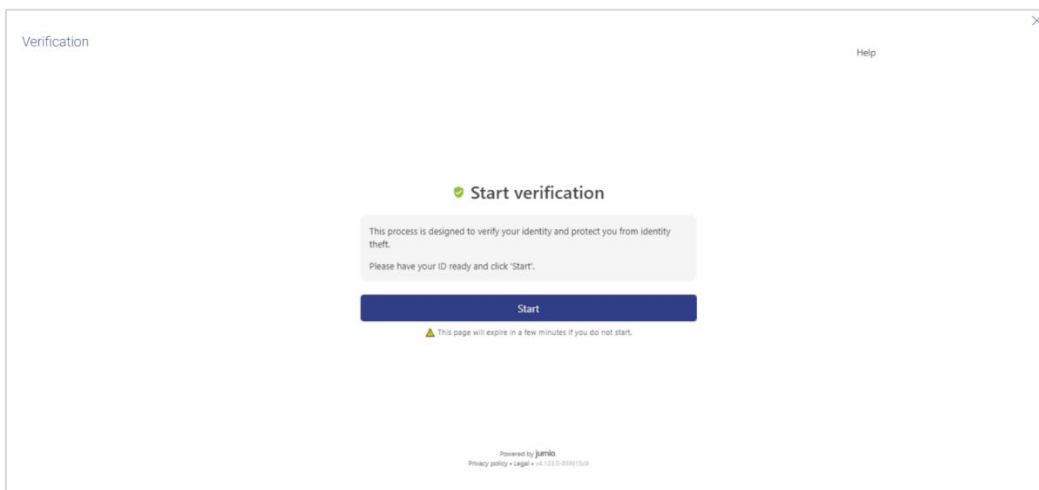 Verification
Help
Start verification
This process is designed to verify your identity and protect you from identity
theft.
Please have your ID ready and click 'Start'.
Start
This page will expire in a few minutes if you do not start.
Powered by jumio
Privacy policy • Legal •